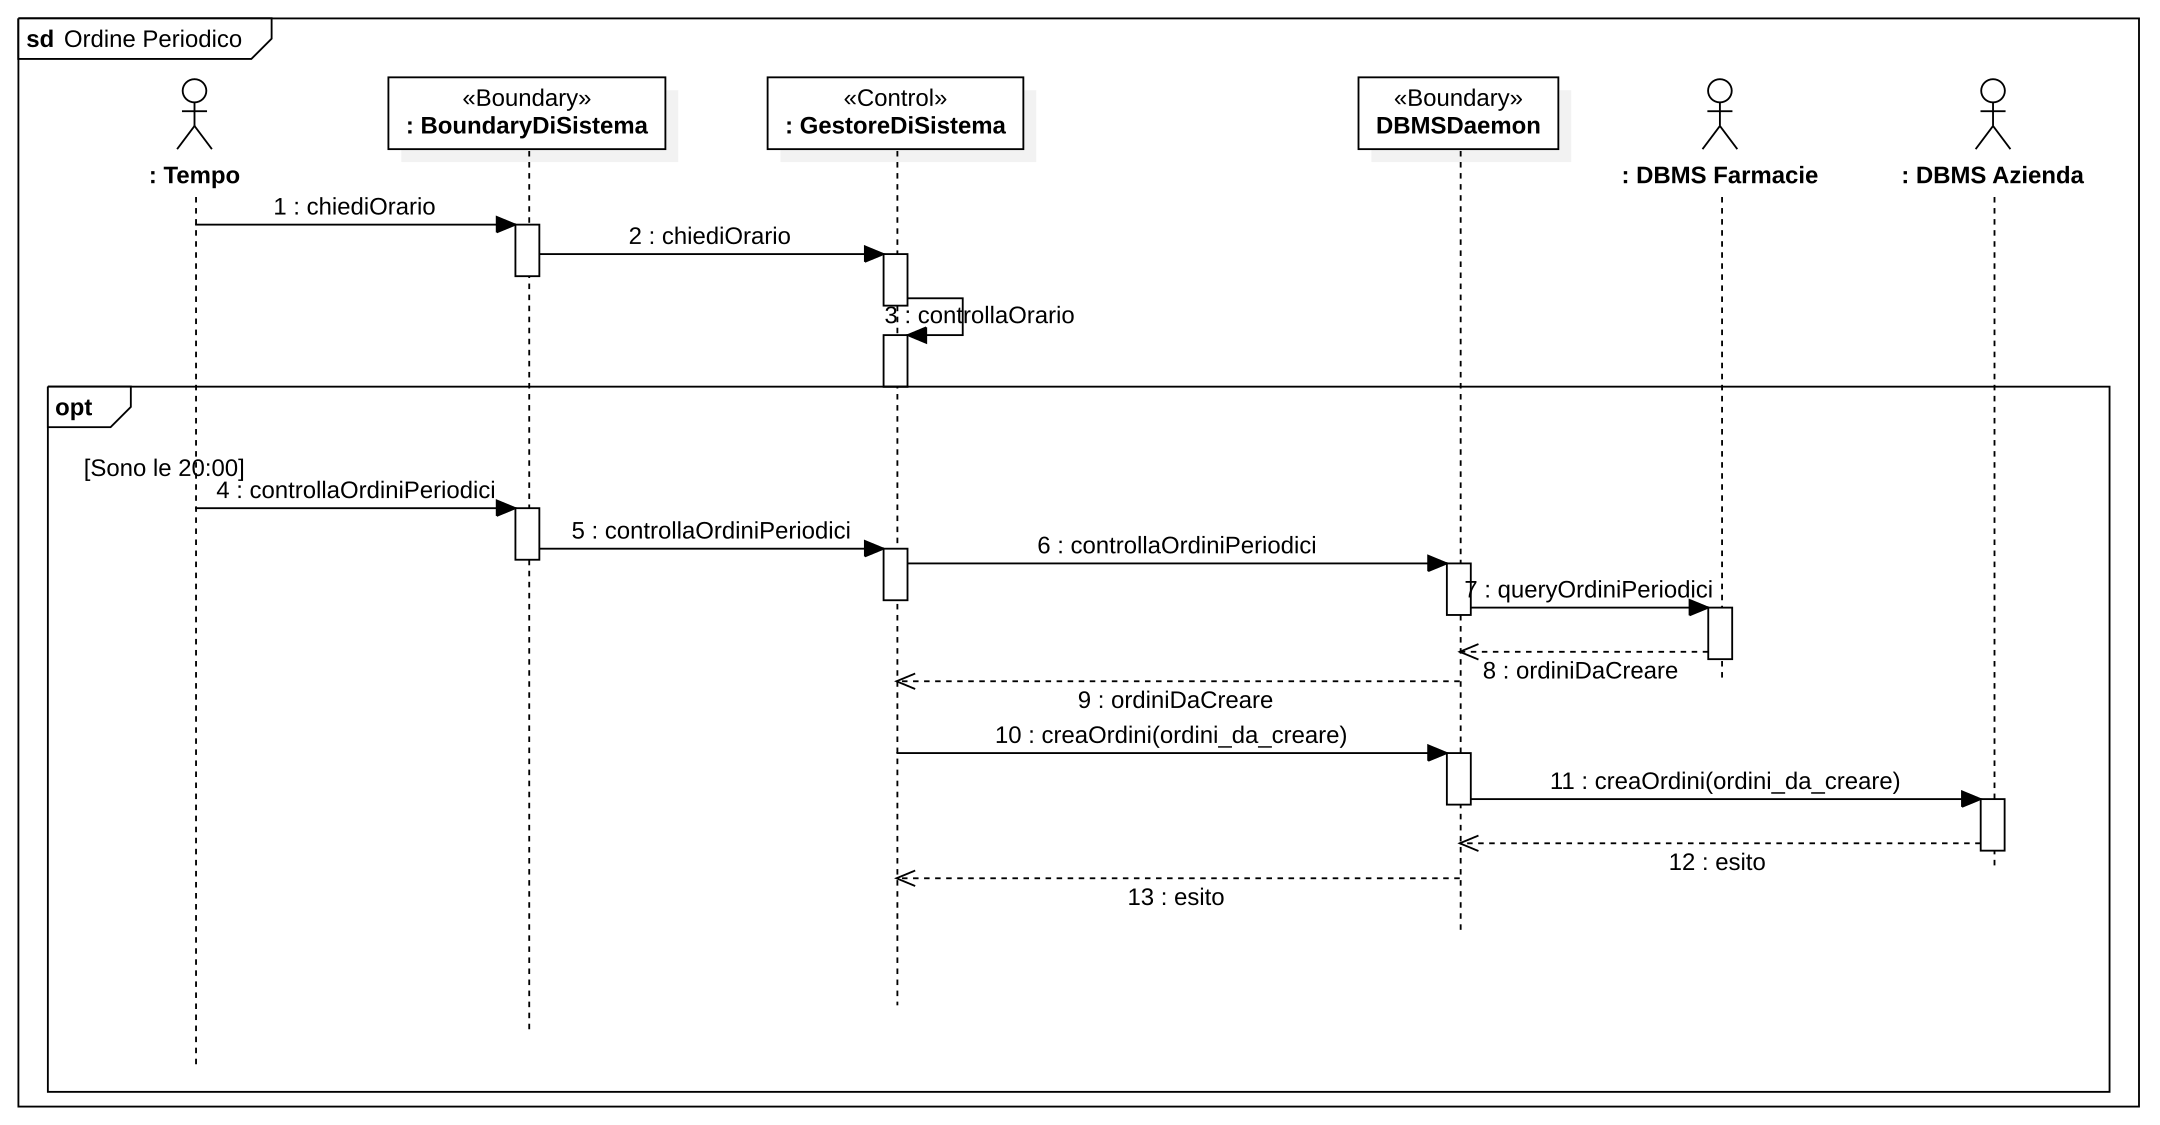 sd Ordine Periodico
«Boundary»
: BoundaryDiSistema
«Control»
: GestoreDiSistema
«Boundary»
DBMSDaemon
: Tempo
: DBMS Farmacie
: DBMS Azienda
1 : chiediOrario
2 : chiediOrario
3 : controllaOrario
opt
[Sono le 20:00]
4 : controllaOrdiniPeriodici
5 : controllaOrdiniPeriodici
6 : controllaOrdiniPeriodici
7 : queryOrdiniPeriodici
8 : ordiniDaCreare
9 : ordiniDaCreare
10 : creaOrdini(ordini_da_creare)
11 : creaOrdini(ordini_da_creare)
12 : esito
13 : esito